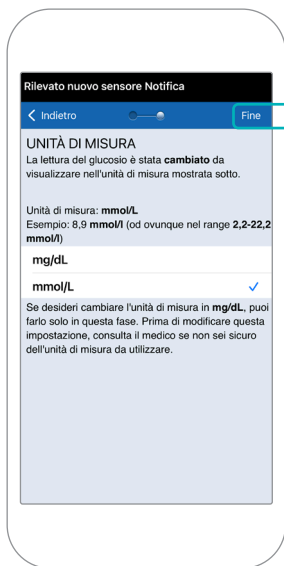 Rilevato nuovo sensore Notifica
Indietro
Fine
UNITÀ DI MISURA
La lettura del glucosio è stata cambiato da
visualizzare nell'unità di misura mostrata sotto.
Unità di misura: mmol/L
Esempio: 8,9 mmol/l (od ovunque nel range 2,2-22,2
mmol/l)
mg/dL
mmol/L
Se desideri cambiare l'unità di misura in mg/dL, puoi
farlo solo in questa fase. Prima di modificare questa
impostazione, consulta il medico se non sei sicuro
dell'unità di misura da utilizzare.